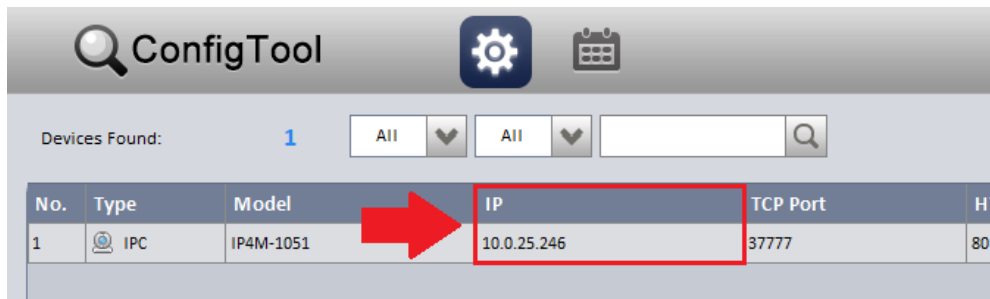 ConfigTool
Devices Found: 1 All All
No. Type Model IP TCP Port
1 IPC IP4M-1051 10.0.25.246 37777 80